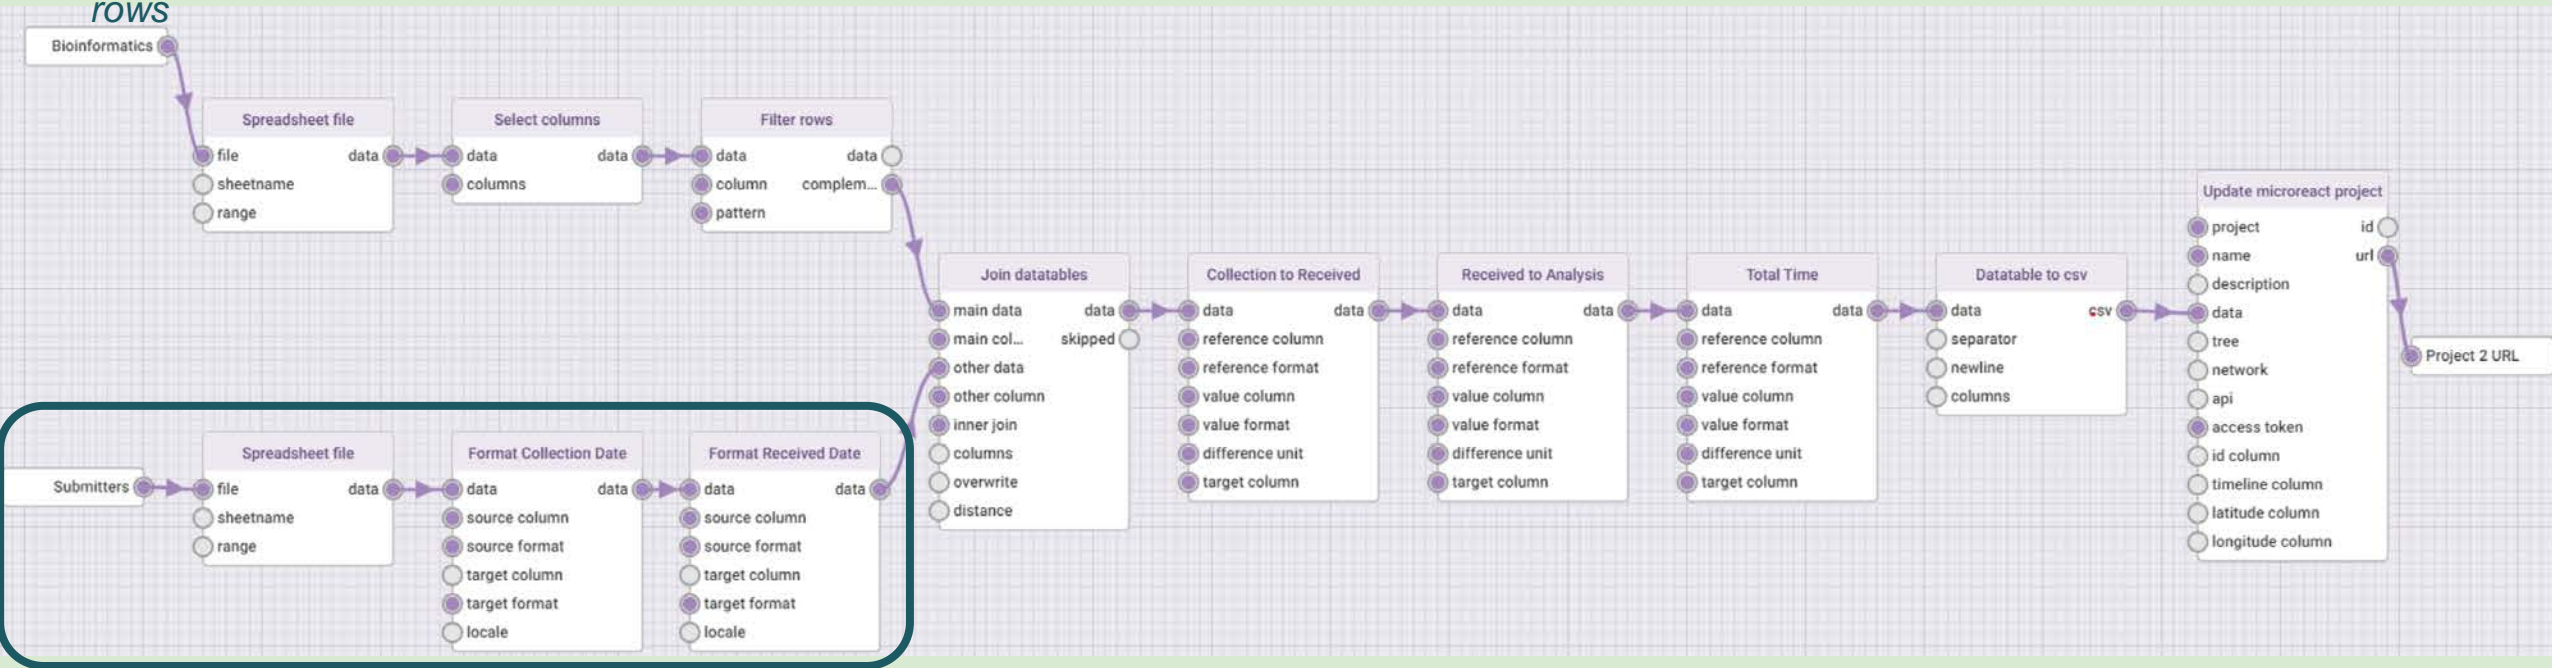 rows
Bioinformatics
Spreadsheet file
file data
sheetname
range
Select columns
data data
columns
Filter rows
data data
column complem...
pattern
Submitters
Spreadsheet file
file data
sheetname
range
Format Collection Date
data data
source column
source format
target column
target format
locale
Format Received Date
data data
source column
source format
target column
target format
locale
Join datatables
main data data
main col... skipped
other data
other column
inner join
columns
overwrite
distance
Collection to Received
data data
reference column
reference format
value column
value format
difference unit
target column
Received to Analysis
data data
reference column
reference format
value column
value format
difference unit
target column
Total Time
data data
reference column
reference format
value column
value format
difference unit
target column
Datatable to csv
data csv
separator
newline
columns
Update microreact project
project id
name url
description
data
tree
network
api
access token
id column
timeline column
latitude column
longitude column
Project 2 URL